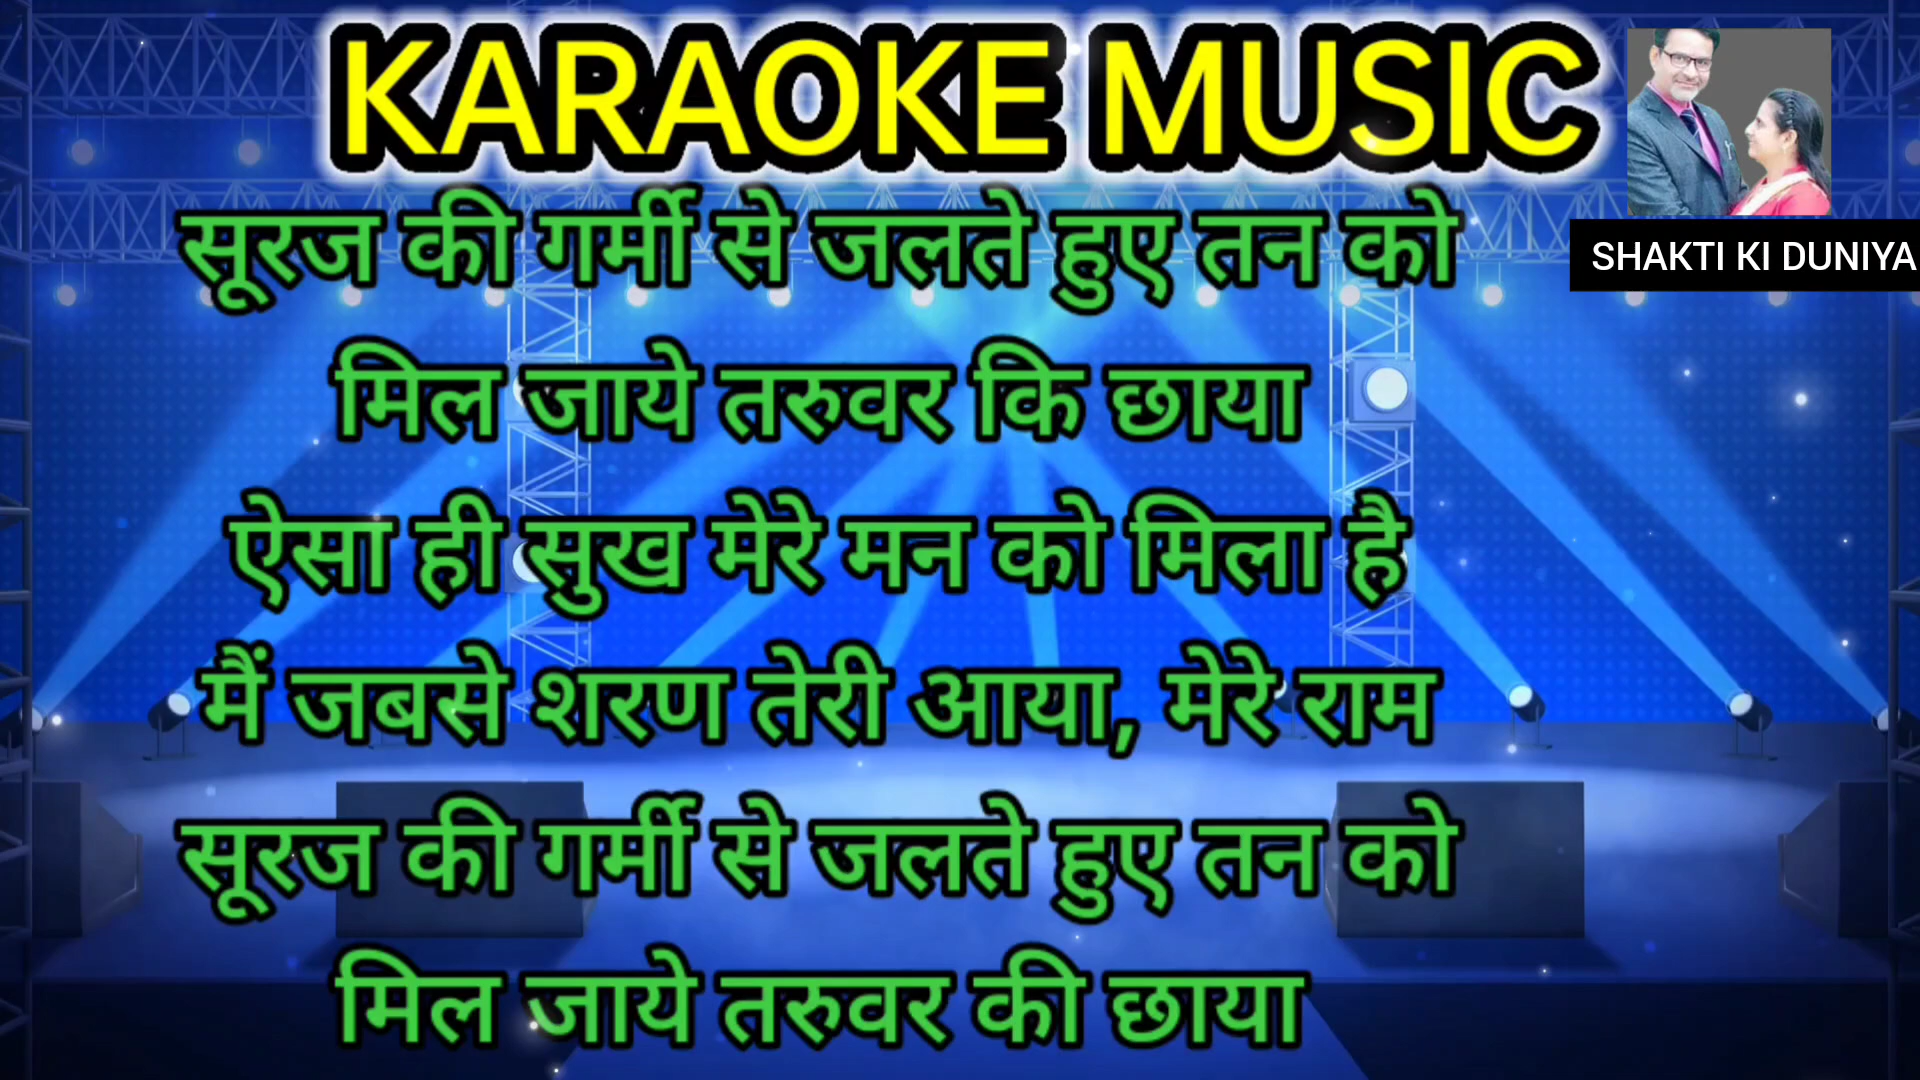 KARAOKE MUSIC
SHAKTI KI DUNIYA
सूरज की गर्मी से जलते हुए तन को
मिल जाये तरुवर कि छाया
ऐसा ही सुख मेरे मन को मिला है
मैं जबसे शरण तेरी आया, मेरे राम
सूरज की गर्मी से जलते हुए तन को
मिल जाये तरुवर की छाया